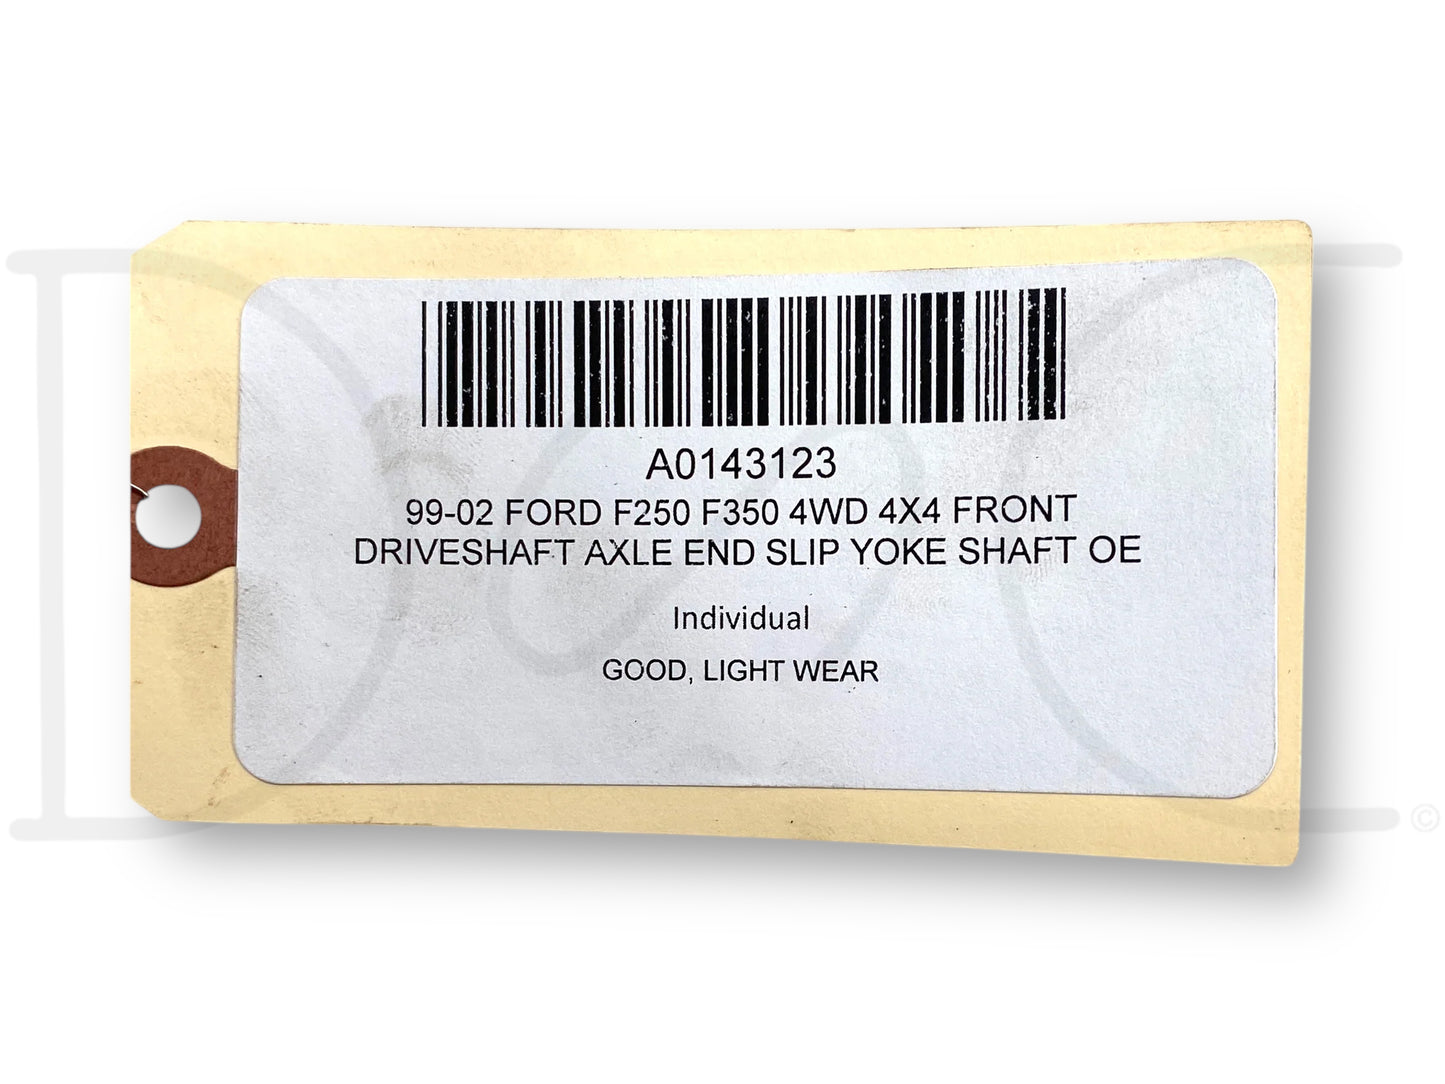 A0143123
99-02 FORD F250 F350 4WD 4X4 FRONT
DRIVESHAFT AXLE END SLIP YOKE SHAFT OE
Individual
GOOD, LIGHT WEAR
©